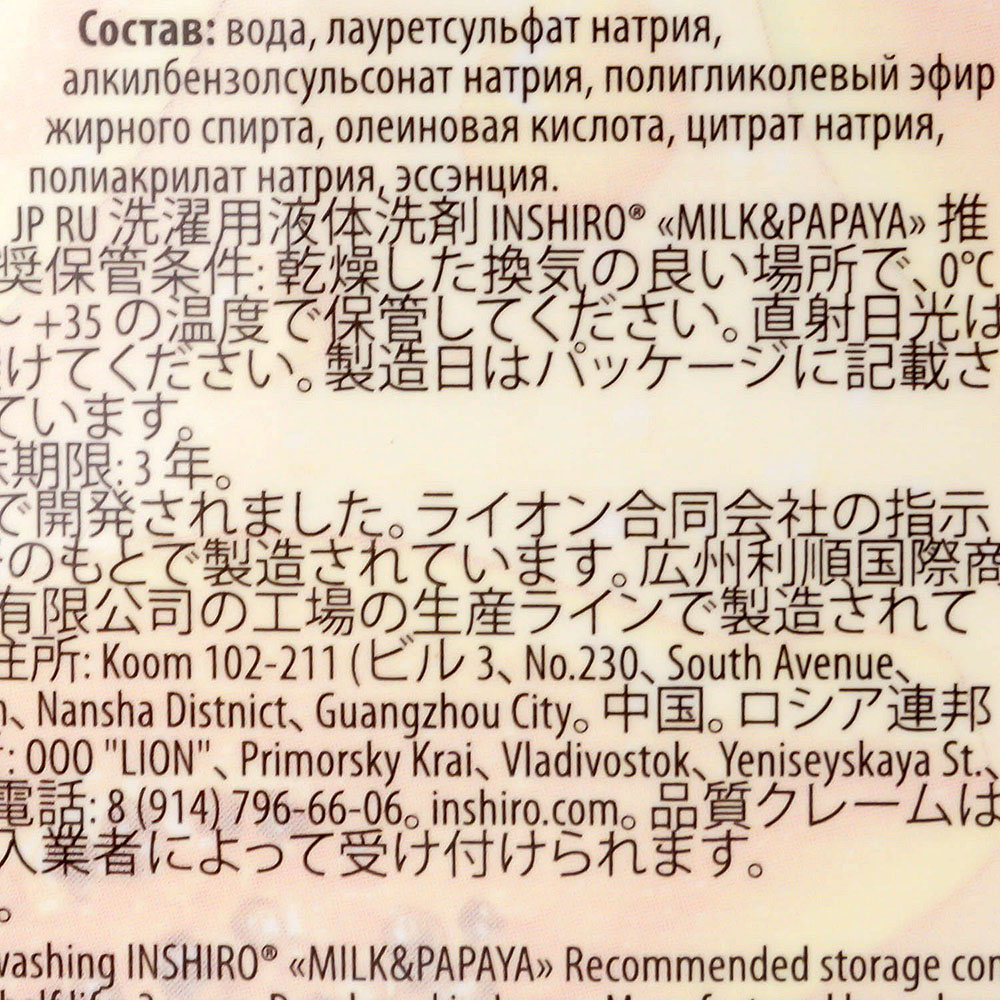 Состав: вода, лауретсульфат натрия,
алкилбензолсульсонат натрия, полигликолевый эфир
жирного спирта, олеиновая кислота, цитрат натрия,
полиакрилат натрия, эссэнция.
JP RU 洗濯用液体洗剤 INSHIRO® «MILK&PAPAYA» 推
奨保管条件: 乾燥した換気の良い場所で、0°C
~ +35 の温度で保管してください。直射日光は
けてください。製造日はパッケージに記載さ
ています。
期限: 3 年。
で開発されました。ライオン合同会社の指示
のもとで製造されています。広州利順国際商
有限公司の工場の生産ラインで製造されて
住所: Koom 102-211 (ビル 3、No.230、South Avenue、
Nansha Distnict、Guangzhou City。中国。ロシア連邦
: OOO "LION"、Primorsky Krai、Vladivostok、Yeniseyskaya St.、
電話: 8 (914) 796-66-06。inshiro.com。品質クレームは
入業者によって受け付けられます。
。
washing INSHIRO® «MILK&PAPAYA» Recommended storage con